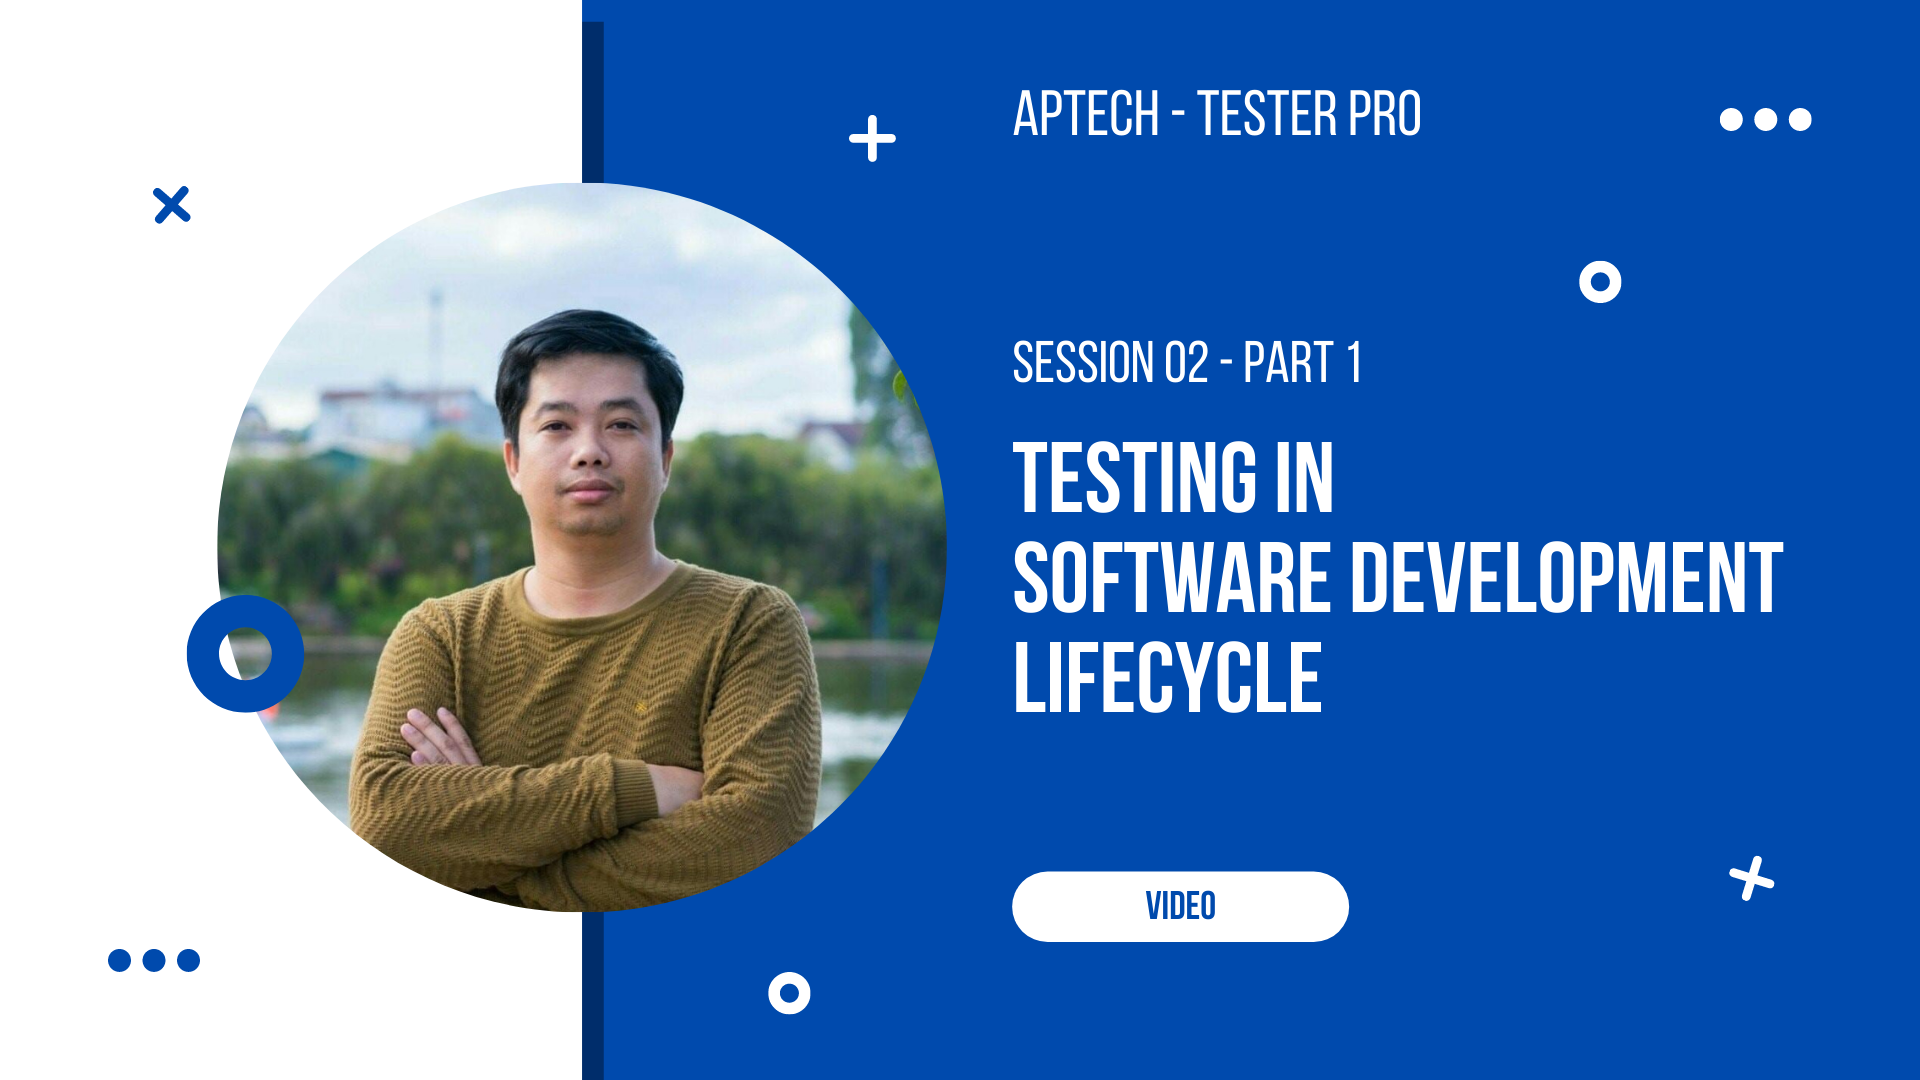 APTECH - TESTER PRO
SESSION 02 - PART 1
TESTING IN
SOFTWARE DEVELOPMENT
LIFECYCLE
VIDEO